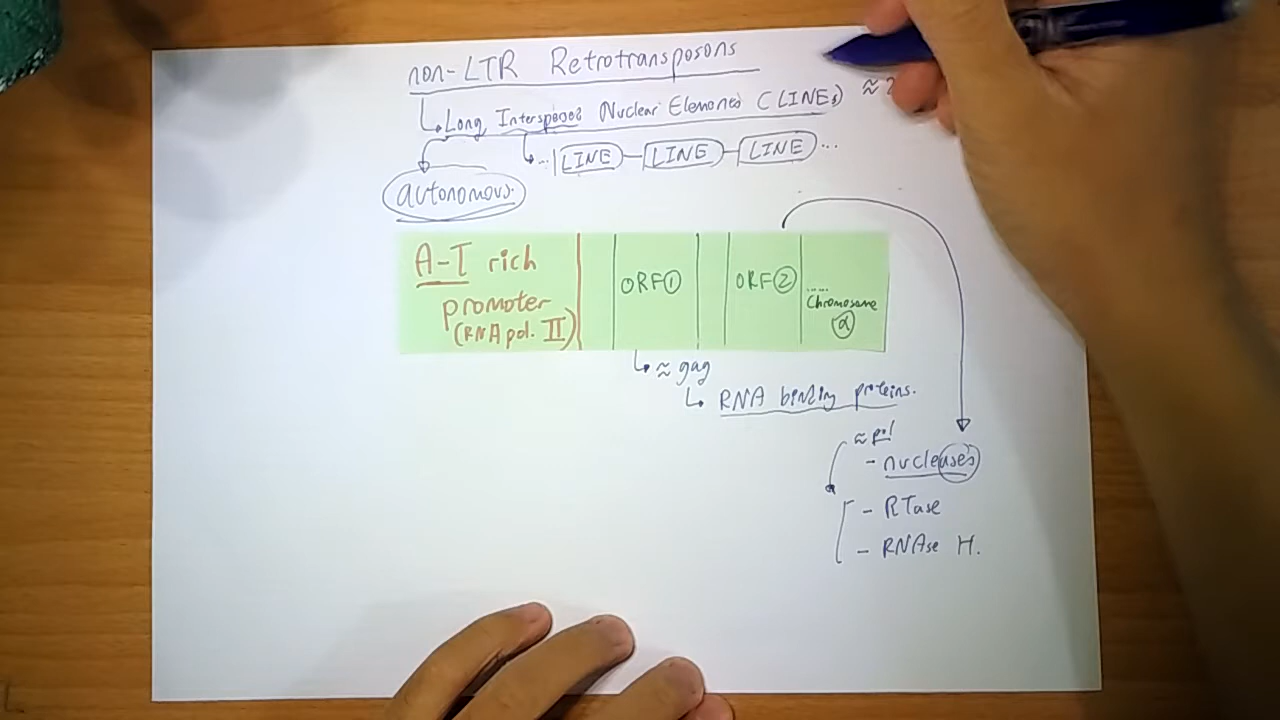 non-LTR Retrotransposons
Long Interspersed Nuclear Elements (LINEs) ≈ 2
...LINE LINE LINE...
autonomous.
A-T rich
promoter
(RNA pol. II)
ORF①
ORF②
......
Chromosome
α
≈ gag
RNA binding proteins.
≈ pol
- nucleases
- RTase
- RNAse H.